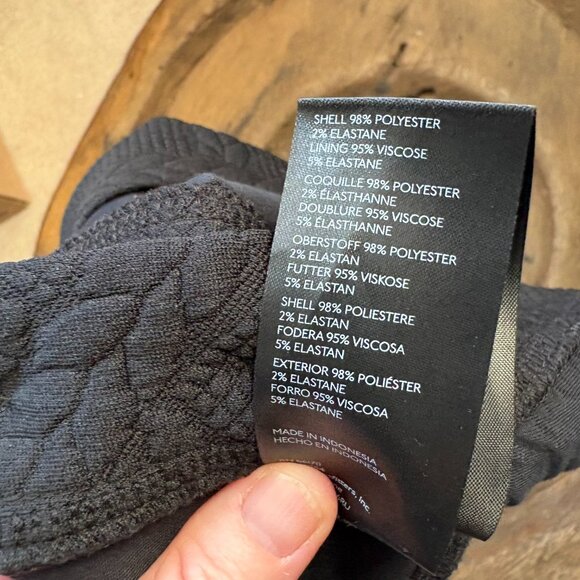 SHELL 98% POLYESTER
2% ELASTANE
LINING 95% VISCOSE
5% ELASTANE
COQUILLE 98% POLYESTER
2% ÉLASTHANNE
DOUBLURE 95% VISCOSE
5% ÉLASTHANNE
OBERSTOFF 98% POLYESTER
2% ELASTAN
FUTTER 95% VISKOSE
5% ELASTAN
SHELL 98% POLIESTERE
2% ELASTAN
FODERA 95% VISCOSA
5% ELASTAN
EXTERIOR 98% POLIÉSTER
2% ELASTANE
FORRO 95% VISCOSA
5% ELASTANE
MADE IN INDONESIA
HECHO EN INDONESIA
Inc